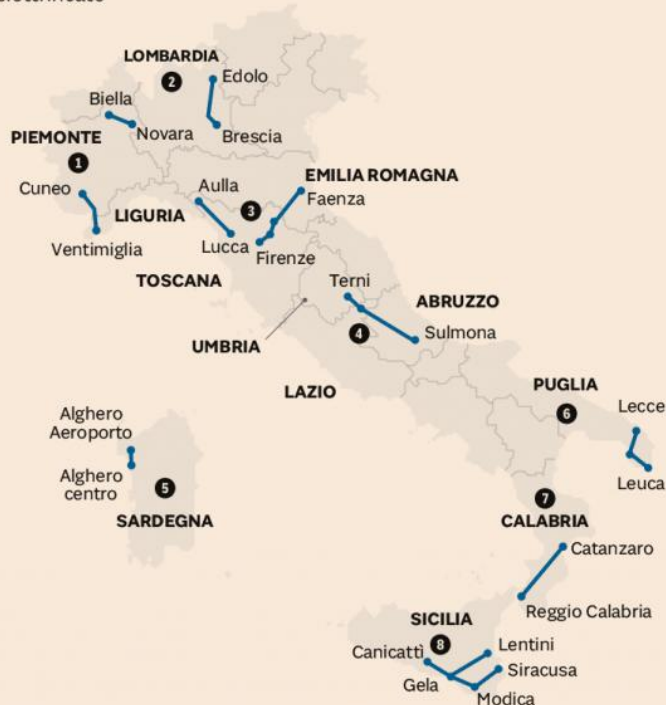 LOMBARDIA
2
Edolo
Biella
Novara
Brescia
PIEMONTE
1
Cuneo
Aulla
EMILIA ROMAGNA
Faenza
3
LIGURIA
Lucca
Firenze
Ventimiglia
TOSCANA
Terni
ABRUZZO
4
Sulmona
UMBRIA
LAZIO
PUGLIA
6
Lecce
Leuca
Alghero
Aeroporto
Alghero
centro
5
SARDEGNA
7
CALABRIA
Catanzaro
Reggio Calabria
SICILIA
8
Canicattì
Lentini
Siracusa
Gela
Modica